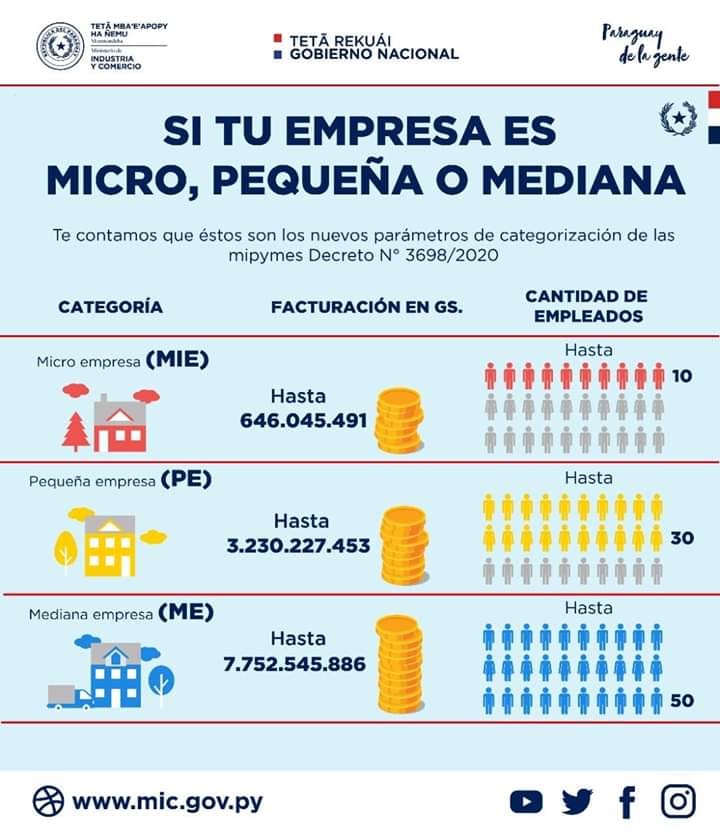 TETÃ MBA'E'APOPY
HA ÑEMU
Motenondeha
Ministerio de
INDUSTRIA
Y COMERCIO
TETÃ REKUÁI
GOBIERNO NACIONAL
Paraguay
de la gente
SI TU EMPRESA ES
MICRO, PEQUEÑA O MEDIANA
Te contamos que éstos son los nuevos parámetros de categorización de las
mipymes Decreto N° 3698/2020
CATEGORÍA
FACTURACIÓN EN GS.
CANTIDAD DE
EMPLEADOS
Micro empresa (MIE)
Hasta
646.045.491
Hasta
10
Pequeña empresa (PE)
Hasta
3.230.227.453
Hasta
30
Mediana empresa (ME)
Hasta
7.752.545.886
Hasta
50
www.mic.gov.py